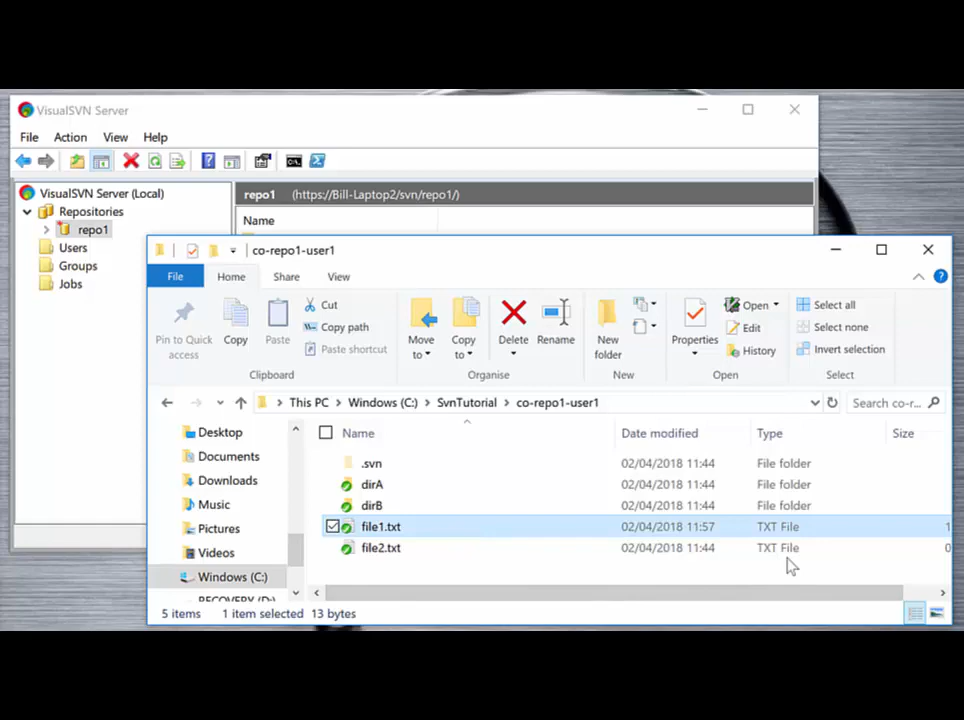 VisualSVN Server
File Action View Help
VisualSVN Server (Local)
Repositories
repo1
Users
Groups
Jobs
repo1 (https://Bill-Laptop2/svn/repo1/)
Name
co-repo1-user1
File Home Share View
Pin to Quick access
Copy
Paste
Cut
Copy path
Paste shortcut
Clipboard
Move to
Copy to
Delete
Rename
Organise
New folder
New
Properties
Open
Edit
History
Open
Select all
Select none
Invert selection
Select
This PC Windows (C:) SvnTutorial co-repo1-user1
Search co-r...
Desktop
Documents
Downloads
Music
Pictures
Videos
Windows (C:)
RECOVERY (D:)
Name Date modified Type Size
.svn 02/04/2018 11:44 File folder
dirA 02/04/2018 11:44 File folder
dirB 02/04/2018 11:44 File folder
file1.txt 02/04/2018 11:57 TXT File 1
file2.txt 02/04/2018 11:44 TXT File 0
5 items 1 item selected 13 bytes